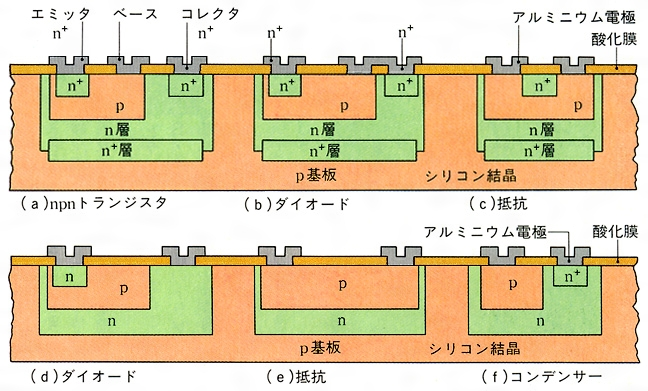 エミッタ ベース コレクタ アルミニウム電極
n+ n+ n+ n+ 酸化膜
n+ n+ n+ n+ n+
p p p
n層 n層 n層
n+層 n+層 n+層
p基板 シリコン結晶
(a)npnトランジスタ (b)ダイオード (c)抵抗
アルミニウム電極 酸化膜
n p p p n+
n n n
p基板 シリコン結晶
(d)ダイオード (e)抵抗 (f)コンデンサー